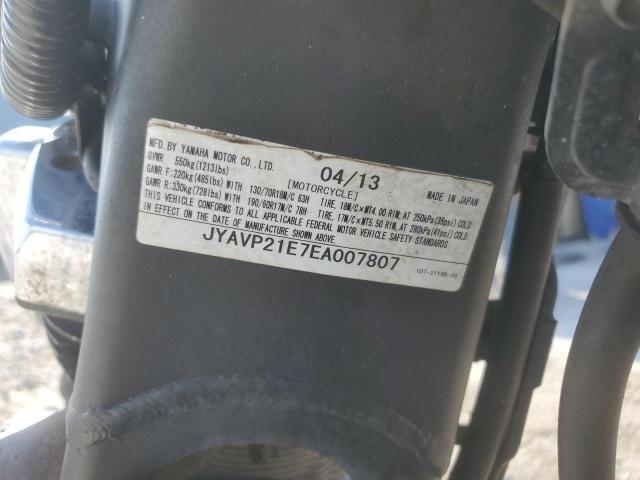 MFD.BY YAMAHA MOTOR CO.,LTD.
04/13
GVWR 550kg(1213lbs)
[MOTORCYCLE]
MADE IN JAPAN
GAWR F:220kg(485lbs)WITH 130/70R18M/C 63H TIRE, 18M/C×MT4.00 RIM, AT 250kPa(36psi)COLD
GAWR R:330kg(728lbs)WITH 190/60R17M/C 78H TIRE, 17M/C×MT5.50 RIM, AT 280kPa(41psi)COLD
THIS VEHICLE CONFORMS TO ALL APPLICABLE FEDERAL MOTOR VEHICLE SAFETY STANDARDS
IN EFFECT ON THE DATE OF MANUFACTURE SHOWN ABOVE
JYAVP21E7EA007807